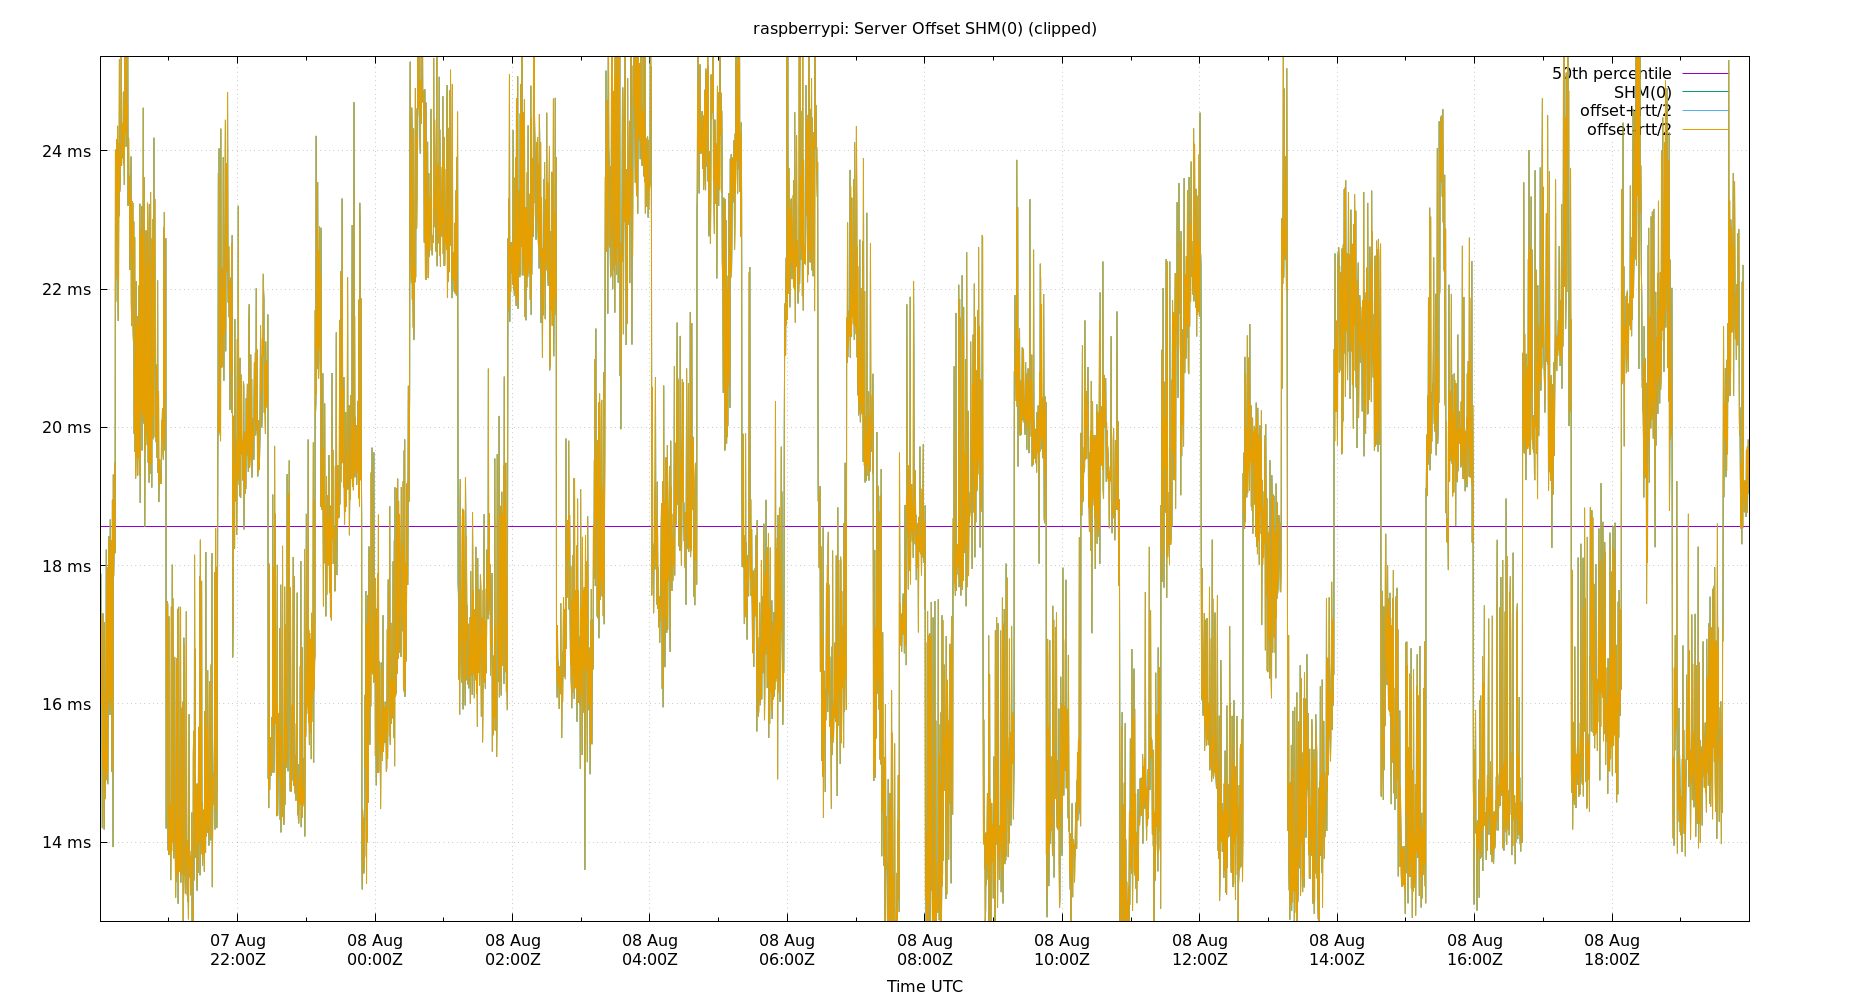 raspberrypi: Server Offset SHM(0) (clipped)
50th percentile
SHM(0)
offset+rtt/2
offset-rtt/2
24 ms
22 ms
20 ms
18 ms
16 ms
14 ms
07 Aug
22:00Z
08 Aug
00:00Z
08 Aug
02:00Z
08 Aug
04:00Z
08 Aug
06:00Z
08 Aug
08:00Z
08 Aug
10:00Z
08 Aug
12:00Z
08 Aug
14:00Z
08 Aug
16:00Z
08 Aug
18:00Z
Time UTC